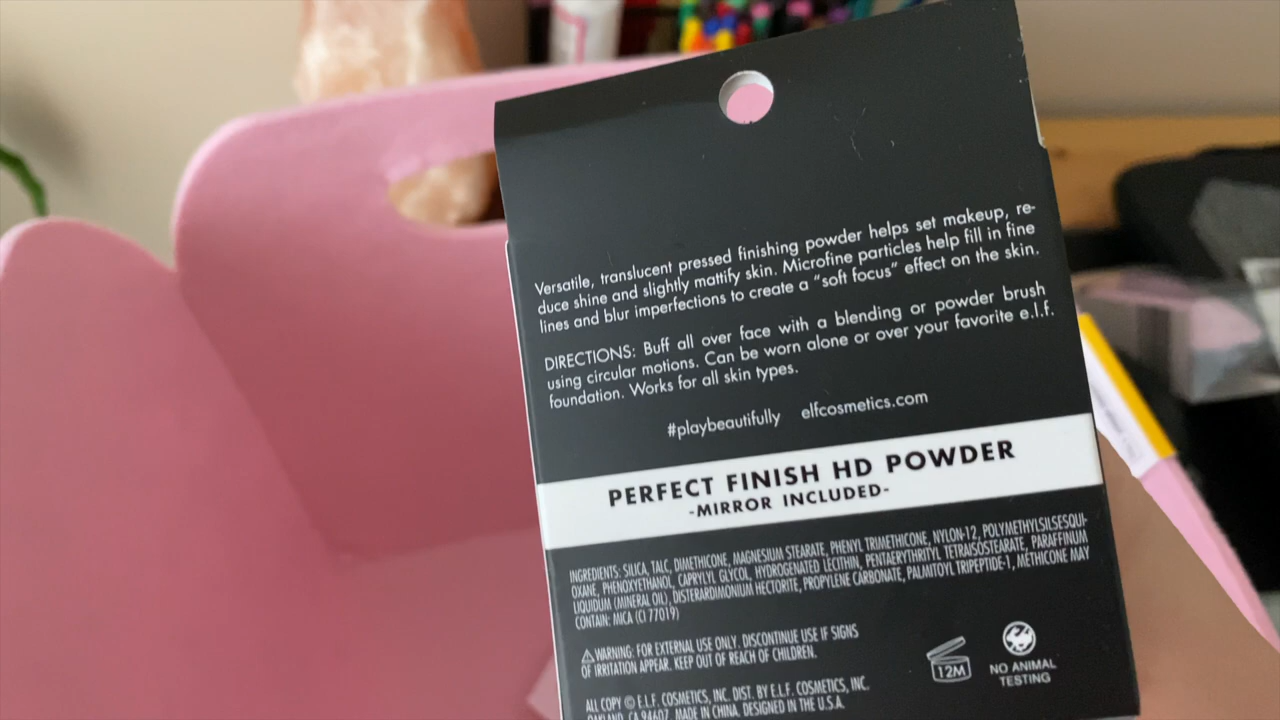 Versatile, translucent pressed finishing powder helps set makeup, re-
duce shine and slightly mattify skin. Microfine particles help fill in fine
lines and blur imperfections to create a “soft focus” effect on the skin.
DIRECTIONS: Buff all over face with a blending or powder brush
using circular motions. Can be worn alone or over your favorite e.l.f.
foundation. Works for all skin types.
#playbeautifully elfcosmetics.com
PERFECT FINISH HD POWDER
-MIRROR INCLUDED-
INGREDIENTS: SILICA, TALC, DIMETHICONE, MAGNESIUM STEARATE, PHENYL TRIMETHICONE, NYLON-12, POLYMETHYLSILSESQUI-
OXANE, PHENOXYETHANOL, CAPRYLYL GLYCOL, HYDROGENATED LECITHIN, PENTAERYTHRITYL TETRAISOSTEARATE, PARAFFINUM
LIQUIDUM (MINERAL OIL), DISTERARDIMONIUM HECTORITE, PROPYLENE CARBONATE, PALMITOYL TRIPEPTIDE-1, METHICONE MAY
CONTAIN: MICA (CI 77019)
WARNING: FOR EXTERNAL USE ONLY. DISCONTINUE USE IF SIGNS
OF IRRITATION APPEAR. KEEP OUT OF REACH OF CHILDREN.
12M
NO ANIMAL
TESTING
ALL COPY © E.L.F. COSMETICS, INC. DIST. BY E.L.F. COSMETICS, INC.
OAKLAND, CA 94607. MADE IN CHINA. DESIGNED IN THE U.S.A.